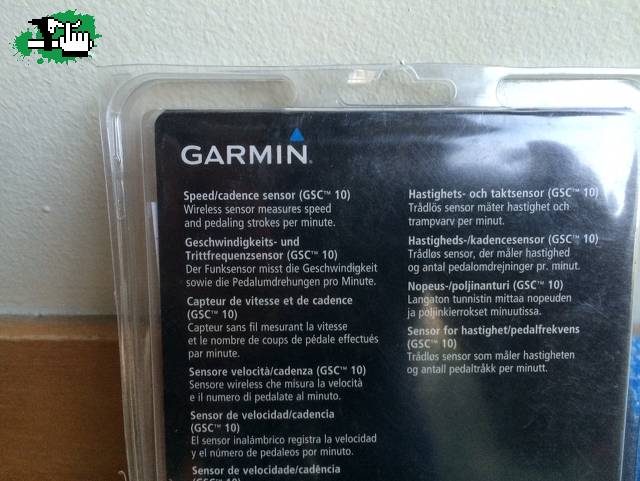 GARMIN.
Speed/cadence sensor (GSC™ 10)
Wireless sensor measures speed
and pedaling strokes per minute.
Geschwindigkeits- und
Trittfrequenzsensor (GSC™ 10)
Der Funksensor misst die Geschwindigkeit
sowie die Pedalumdrehungen pro Minute.
Capteur de vitesse et de cadence
(GSC™ 10)
Capteur sans fil mesurant la vitesse
et le nombre de coups de pédale effectués
par minute.
Sensore velocità/cadenza (GSC™ 10)
Sensore wireless che misura la velocità
e il numero di pedalate al minuto.
Sensor de velocidad/cadencia
(GSC™ 10)
El sensor inalámbrico registra la velocidad
y el número de pedaleos por minuto.
Sensor de velocidade/cadência
(GSC™ 10)
Hastighets- och taktsensor (GSC™ 10)
Trådlös sensor mäter hastighet och
trampvarv per minut.
Hastigheds-/kadencesensor (GSC™ 10)
Trådløs sensor, der måler hastighed
og antal pedalomdrejninger pr. minut.
Nopeus-/poljinanturi (GSC™ 10)
Langaton tunnistin mittaa nopeuden
ja poljinkierrokset minuutissa.
Sensor for hastighet/pedalfrekvens
(GSC™ 10)
Trådløs sensor som måler hastigheten
og antall pedaltråkk per minutt.